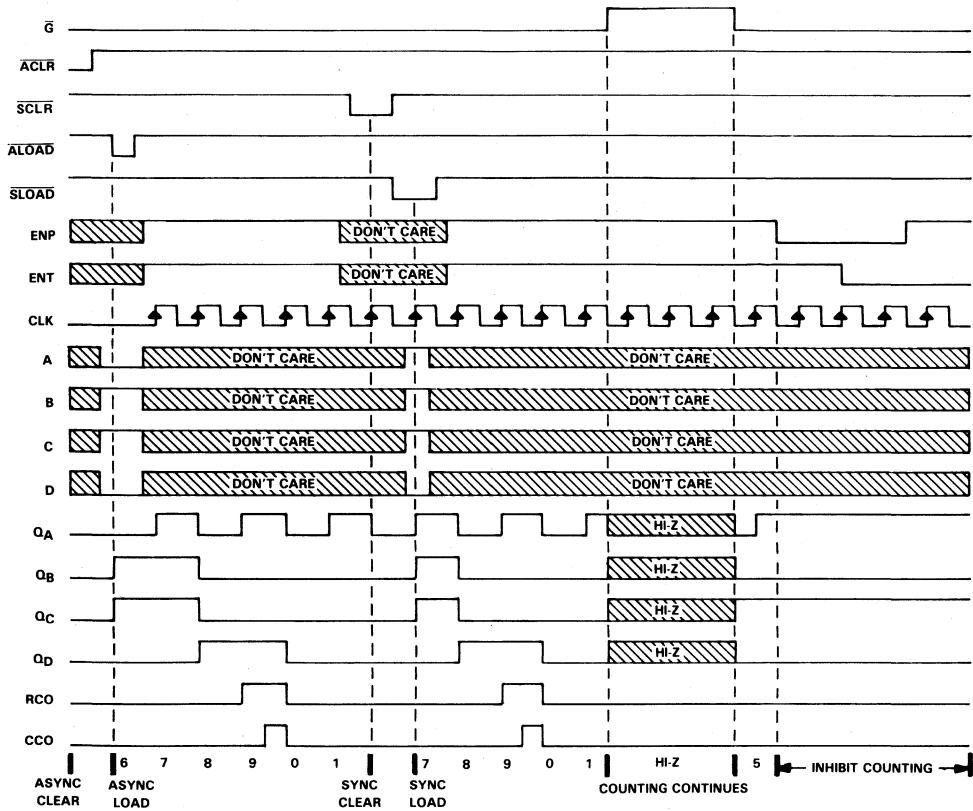 G
ACLR
SCLR
ALOAD
SLOAD
ENP DON'T CARE
ENT DON'T CARE
CLK
A DON'T CARE DON'T CARE
B DON'T CARE DON'T CARE
C DON'T CARE DON'T CARE
D DON'T CARE DON'T CARE
QA HI-Z
QB HI-Z
QC HI-Z
QD HI-Z
RCO
CCO
6 7 8 9 0 1 7 8 9 0 1 HI-Z 5 INHIBIT COUNTING
ASYNC CLEAR
ASYNC LOAD
SYNC CLEAR
SYNC LOAD
COUNTING CONTINUES